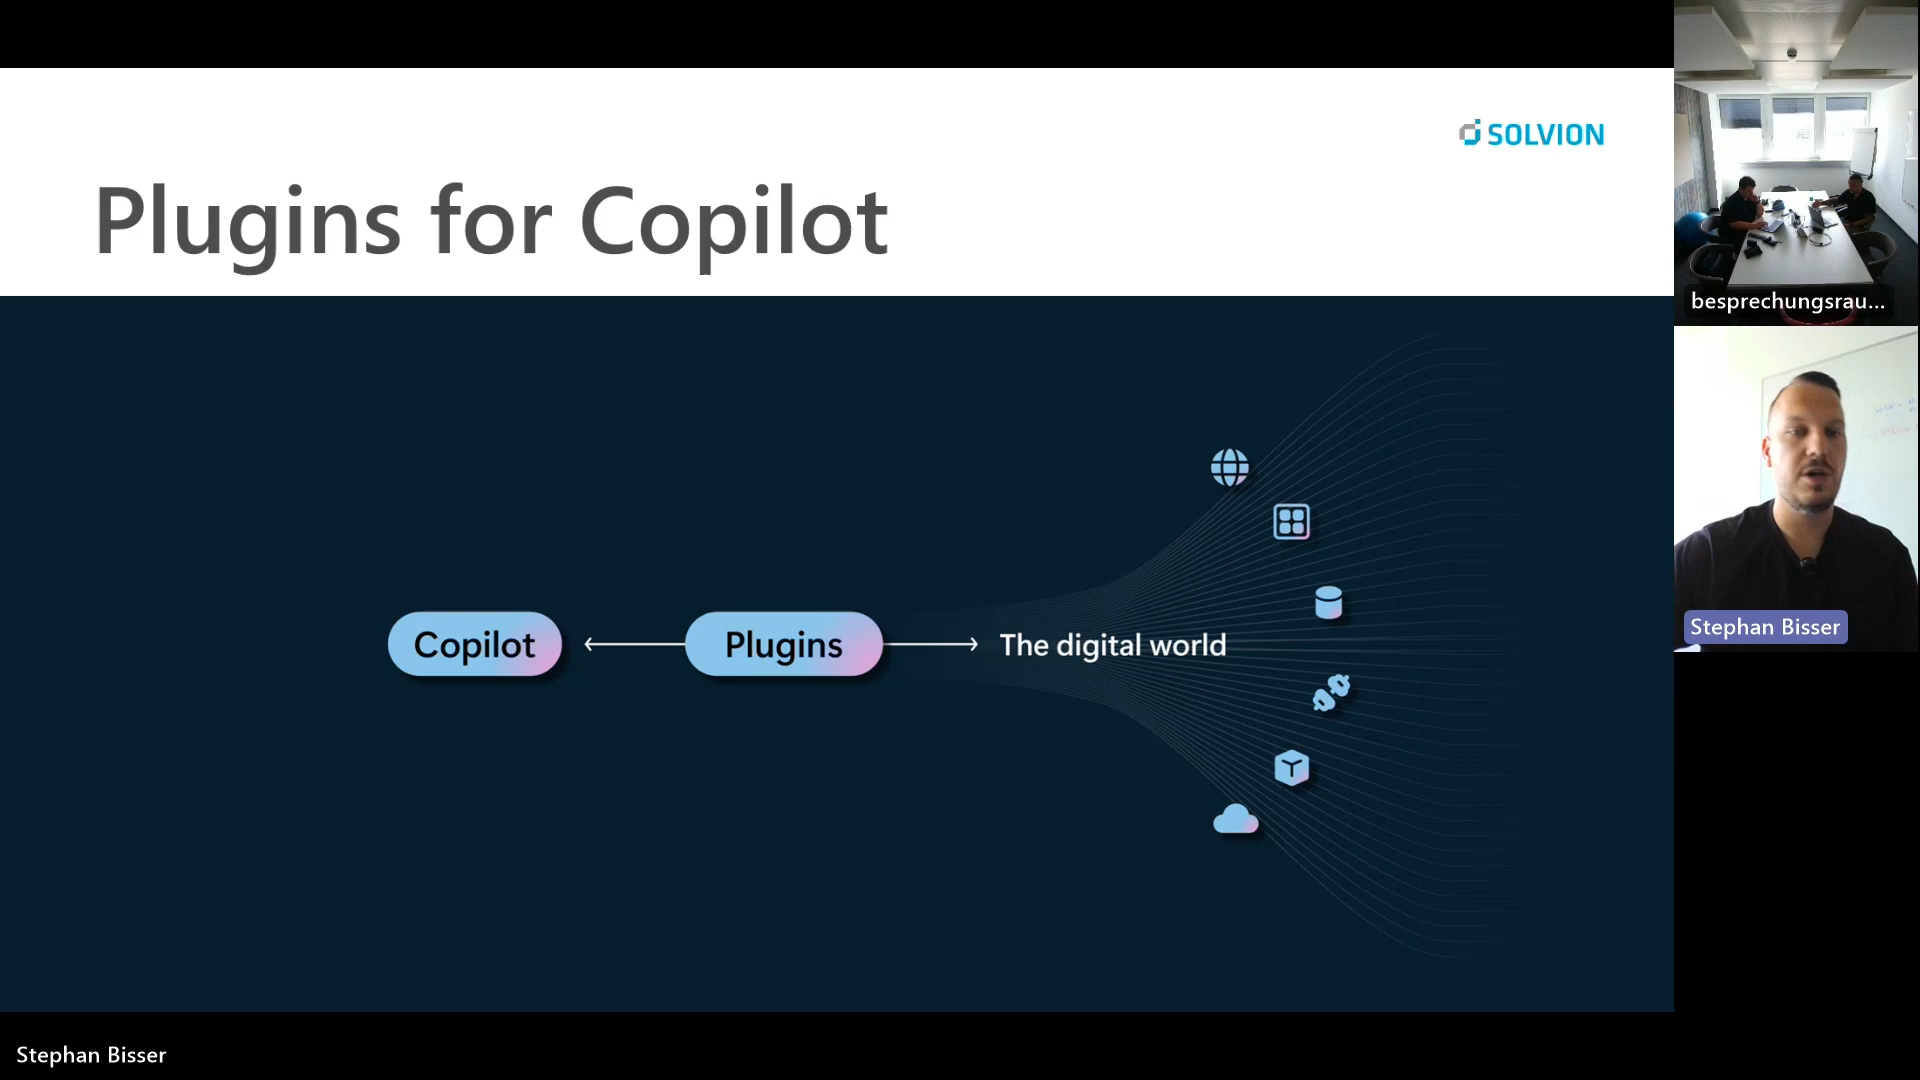 SOLVION
Plugins for Copilot
Copilot
Plugins
The digital world
besprechungsrau...
Stephan Bisser
Stephan Bisser